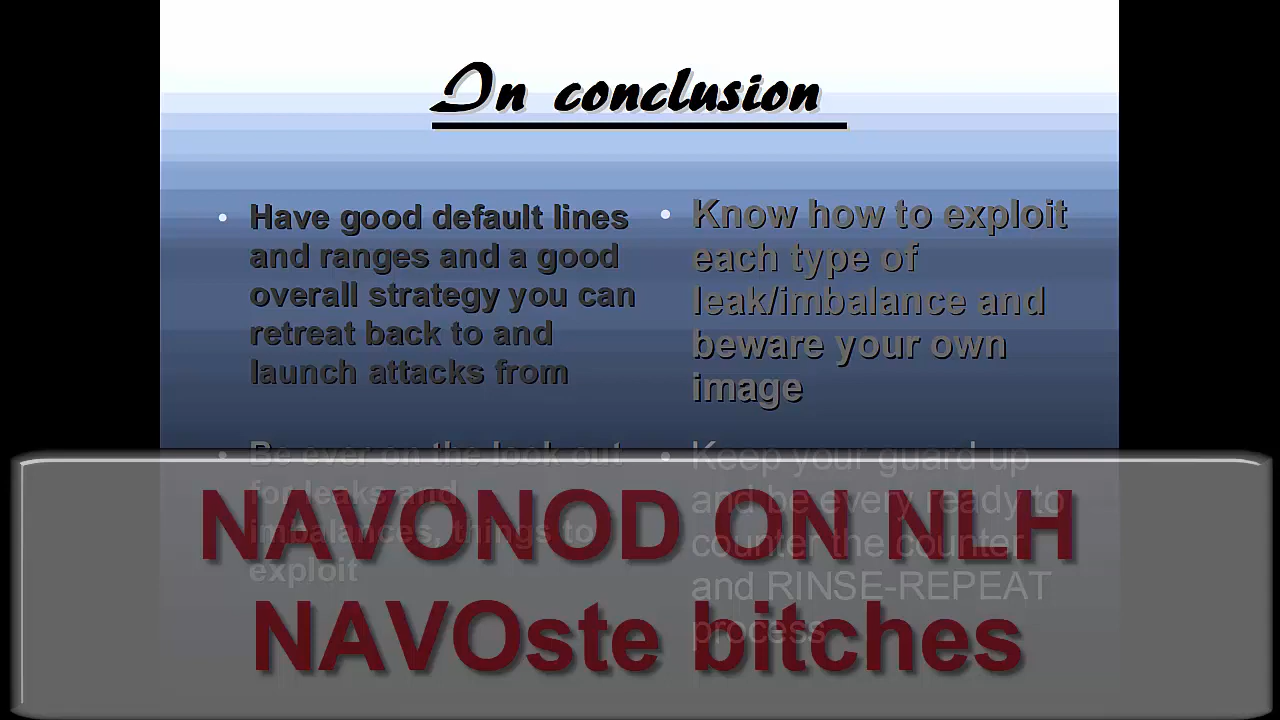 In conclusion
• Have good default lines
and ranges and a good
overall strategy you can
retreat back to and
launch attacks from
• Be ever on the look out
for leaks and
imbalances, things to
exploit
• Know how to exploit
each type of
leak/imbalance and
beware your own
image
• Keep your guard up
and be every ready to
counter the counter
and RINSE-REPEAT
process
NAVONOD ON NLH
NAVOste bitches